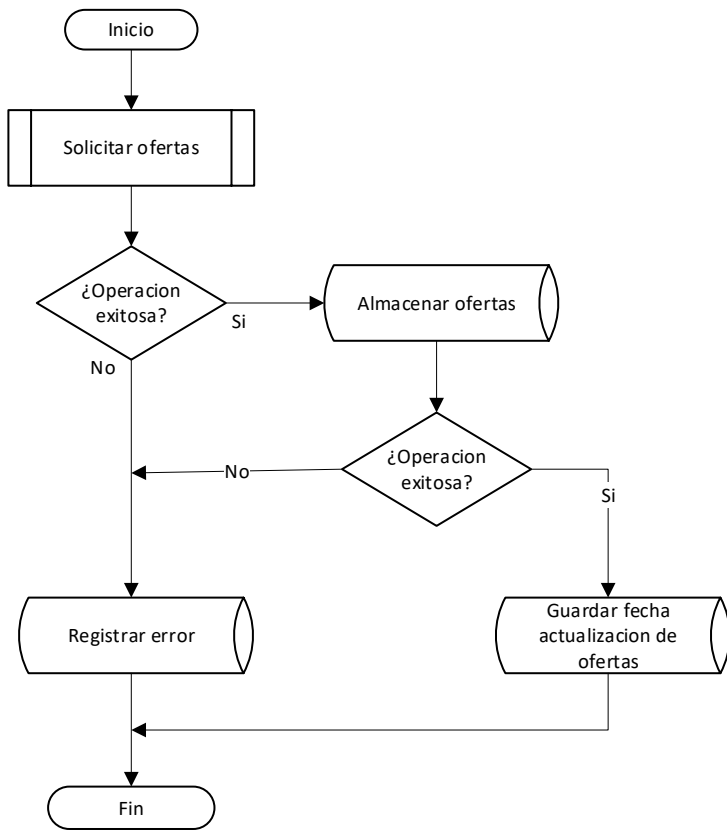 Inicio
Solicitar ofertas
¿Operacion
exitosa?
Si
Almacenar ofertas
No
¿Operacion
exitosa?
No
Si
Registrar error
Guardar fecha
actualizacion de
ofertas
Fin